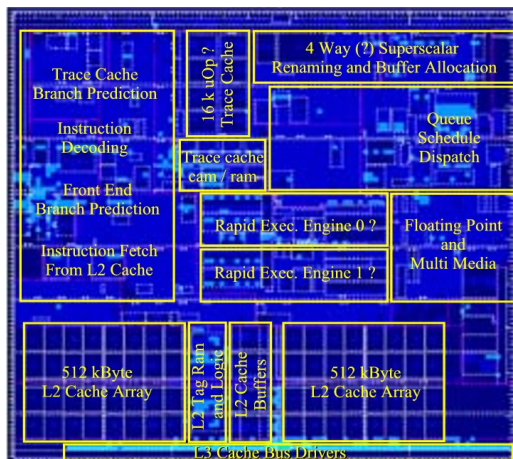 Trace Cache
Branch Prediction
Instruction
Decoding
Front End
Branch Prediction
Instruction Fetch
From L2 Cache
16 k uOp ?
Trace Cache
4 Way (?) Superscalar
Renaming and Buffer Allocation
Queue
Schedule
Dispatch
Trace cache
cam / ram
Rapid Exec. Engine 0 ?
Rapid Exec. Engine 1 ?
Floating Point
and
Multi Media
512 kByte
L2 Cache Array
L2 Tag Ram
and Logic
L2 Cache
Buffers
512 kByte
L2 Cache Array
L3 Cache Bus Drivers